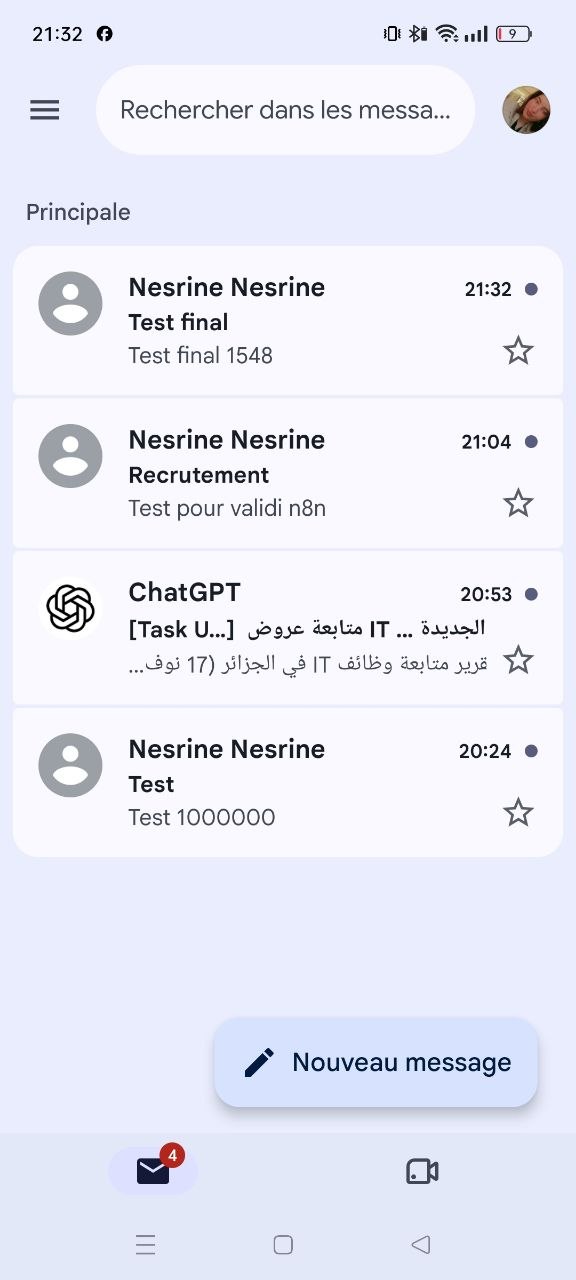 21:32
9
Rechercher dans les messa...
Principale
Nesrine Nesrine 21:32
Test final
Test final 1548
Nesrine Nesrine 21:04
Recrutement
Test pour validi n8n
ChatGPT 20:53
[Task U...] متابعة عروض IT ... الجديدة
تقرير متابعة وظائف IT في الجزائر (17 نوف...
Nesrine Nesrine 20:24
Test
Test 1000000
Nouveau message
4